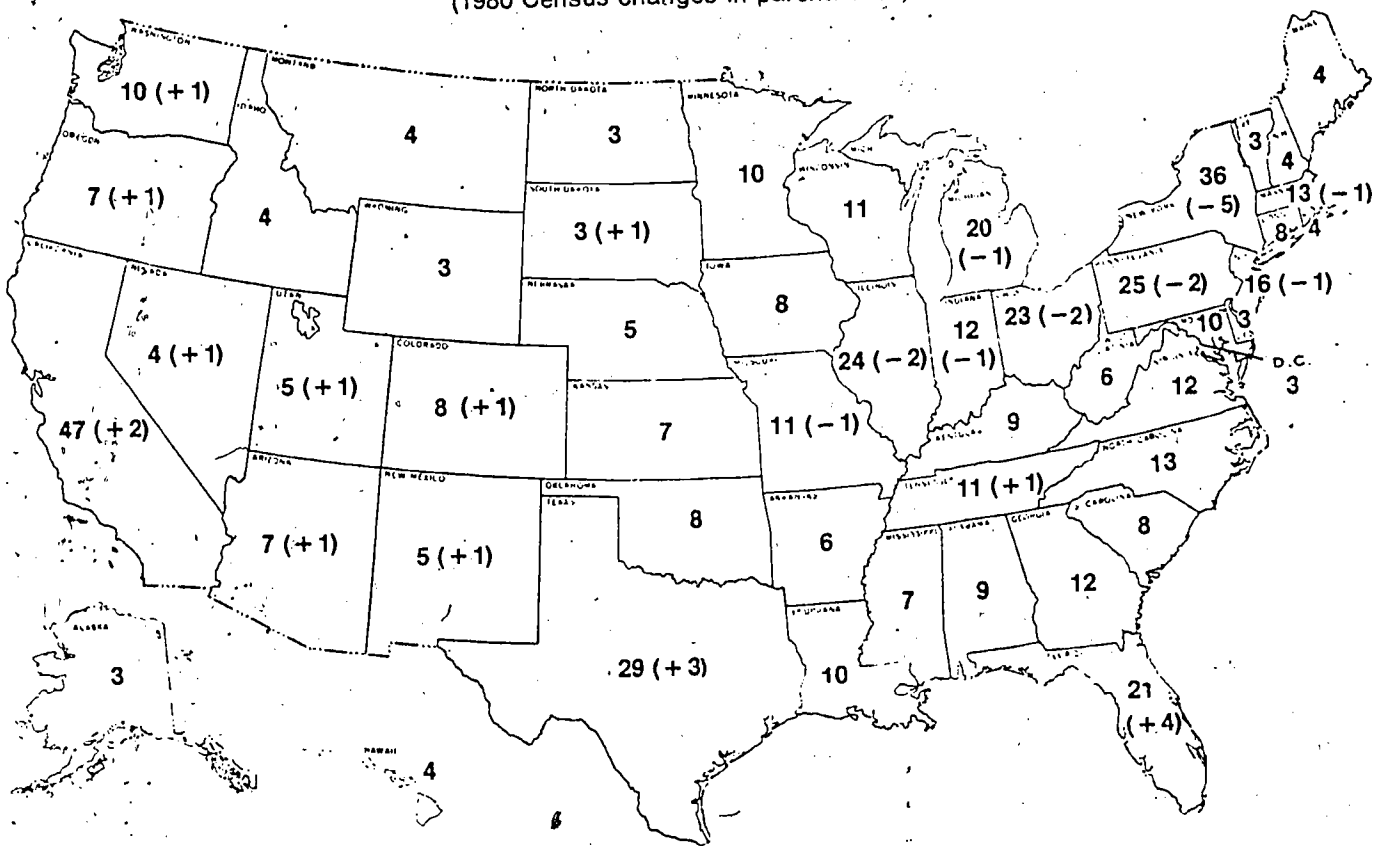 (1980 Census changes in
WASHINGTON
10 (+1)
MONTANA
4
IDAHO
4
OREGON
7 (+1)
NORTH DAKOTA
3
MINNESOTA
10
SOUTH DAKOTA
3 (+1)
WYOMING
3
WISCONSIN
11
MICH
MICHIGAN
20
(-1)
MAINE
4
3
4
NEW YORK
36
(-5)
13 (-1)
8
4
CALIFORNIA
47 (+2)
NEVADA
4 (+1)
UTAH
5 (+1)
COLORADO
8 (+1)
NEBRASKA
5
IOWA
8
ILLINOIS
24 (-2)
INDIANA
12
(-1)
23 (-2)
25 (-2)
16 (-1)
10
3
D.C.
3
6
12
KANSAS
7
MISSOURI
11 (-1)
KENTUCKY
9
NORTH CAROLINA
13
11 (+1)
ARIZONA
7 (+1)
NEW MEXICO
5 (+1)
OKLAHOMA
8
TEXAS
29 (+3)
ARKANSAS
6
LOUISIANA
10
MISSISSIPPI
7
ALABAMA
9
GEORGIA
12
S. CAROLINA
8
21
(+4)
ALASKA
3
HAWAII
4